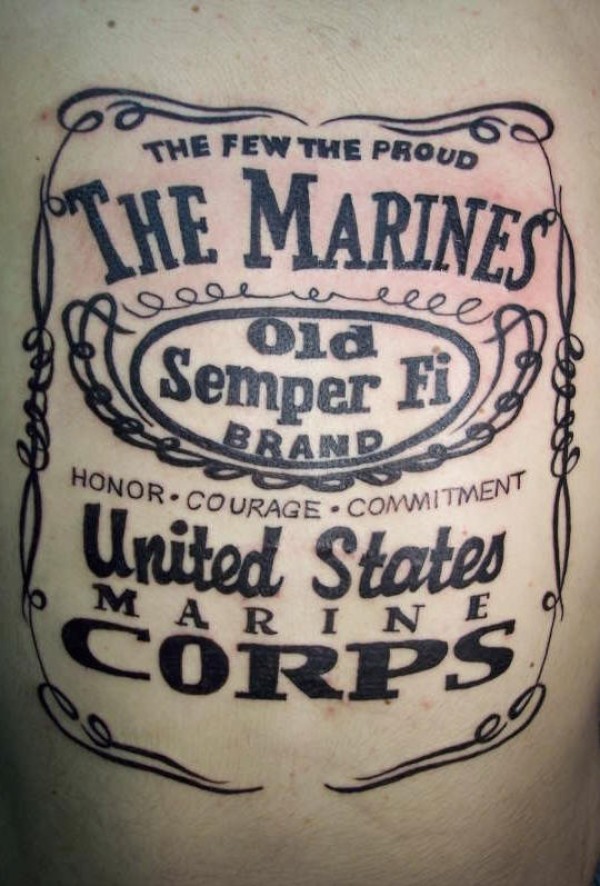 THE FEW THE PROUD
THE MARINES
Old
Semper Fi
BRAND
HONOR • COURAGE • COMMITMENT
United States
MARINE
CORPS